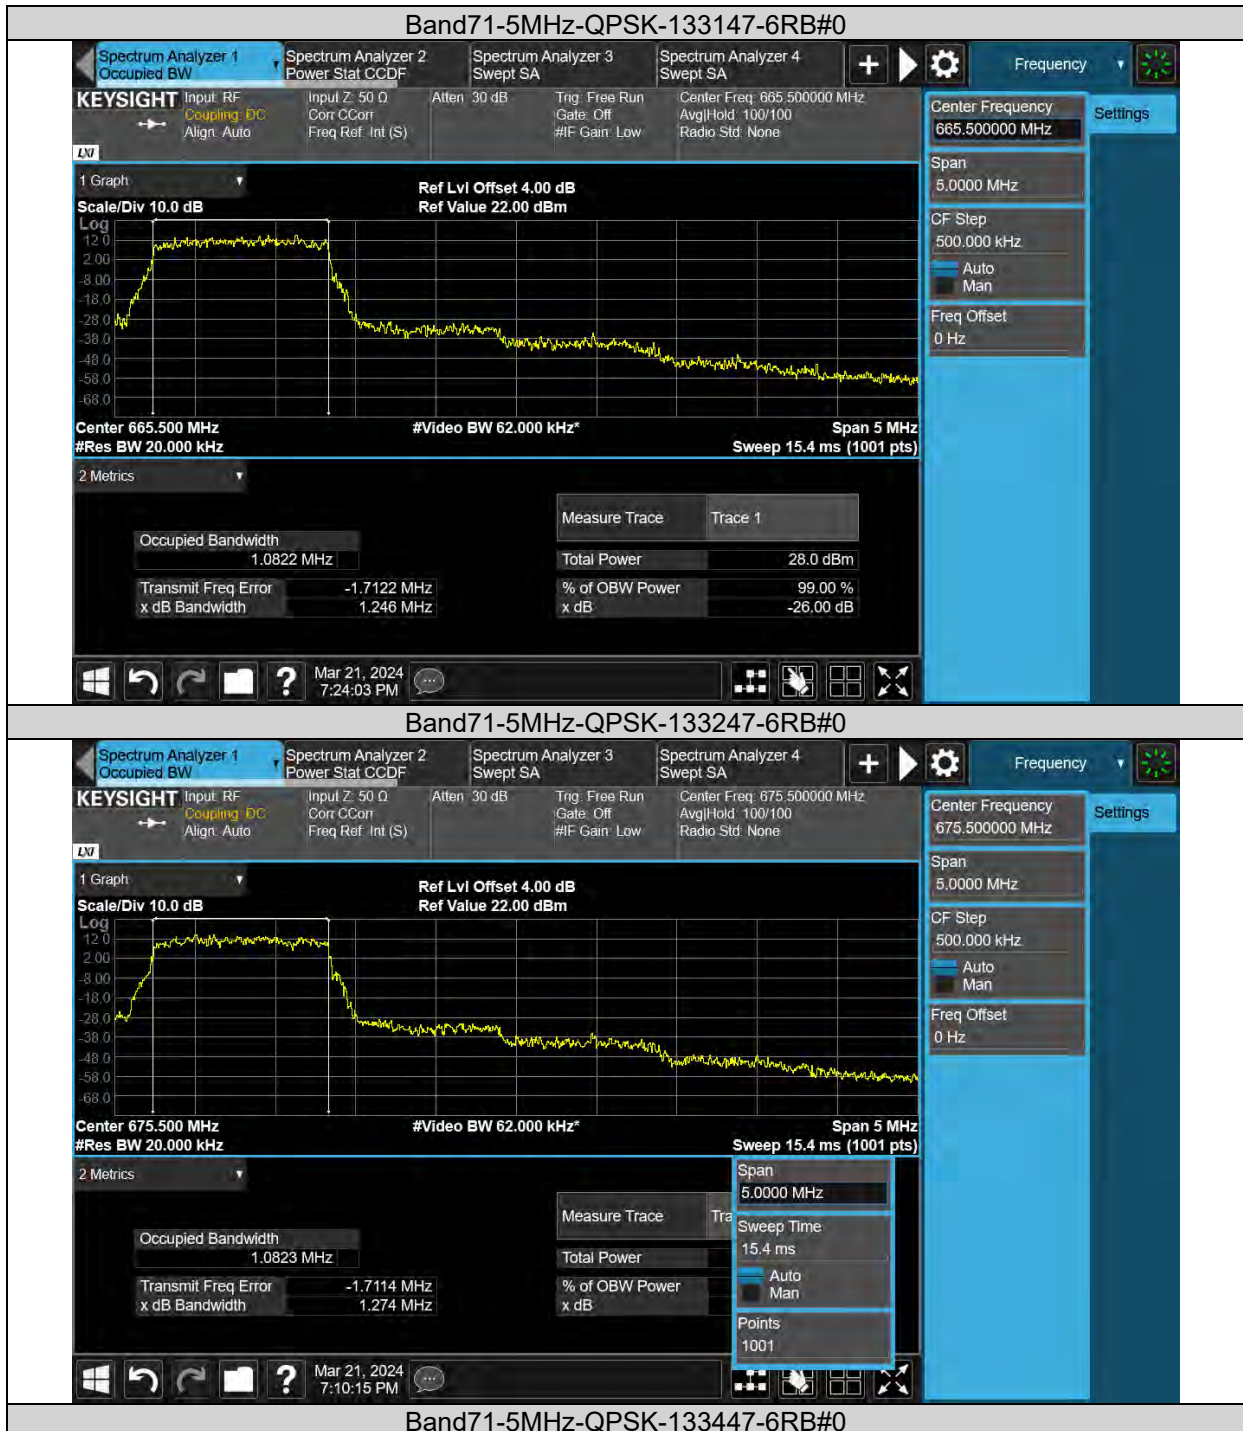 Band71-5MHz-QPSK-133147-6RB#0
Spectrum Analyzer 1
Occupied BW
Spectrum Analyzer 2
Power Stat CCDF
Spectrum Analyzer 3
Swept SA
Spectrum Analyzer 4
Swept SA
Frequency
KEYSIGHT
Input: RF
Coupling: DC
Align: Auto
Input Z: 50 Ω
Corr CCorr
Freq Ref: Int (S)
Atten: 30 dB
Trig: Free Run
Gate: Off
#IF Gain: Low
Center Freq: 665.500000 MHz
Avg|Hold: 100/100
Radio Std: None
LXI
Center Frequency
665.500000 MHz
Settings
Span
5.0000 MHz
CF Step
500.000 kHz
Auto
Man
Freq Offset
0 Hz
1 Graph
Scale/Div 10.0 dB
Ref Lvl Offset 4.00 dB
Ref Value 22.00 dBm
Log
12.0
2.00
-8.00
-18.0
-28.0
-38.0
-48.0
-58.0
-68.0
Center 665.500 MHz
#Res BW 20.000 kHz
#Video BW 62.000 kHz*
Span 5 MHz
Sweep 15.4 ms (1001 pts)
2 Metrics
Measure Trace Trace 1
Occupied Bandwidth
1.0822 MHz
Total Power 28.0 dBm
Transmit Freq Error -1.7122 MHz
% of OBW Power 99.00 %
x dB Bandwidth 1.246 MHz
x dB -26.00 dB
?
Mar 21, 2024
7:24:03 PM
Band71-5MHz-QPSK-133247-6RB#0
Spectrum Analyzer 1
Occupied BW
Spectrum Analyzer 2
Power Stat CCDF
Spectrum Analyzer 3
Swept SA
Spectrum Analyzer 4
Swept SA
Frequency
KEYSIGHT
Input: RF
Coupling: DC
Align: Auto
Input Z: 50 Ω
Corr CCorr
Freq Ref: Int (S)
Atten: 30 dB
Trig: Free Run
Gate: Off
#IF Gain: Low
Center Freq: 675.500000 MHz
Avg|Hold: 100/100
Radio Std: None
LXI
Center Frequency
675.500000 MHz
Settings
Span
5.0000 MHz
CF Step
500.000 kHz
Auto
Man
Freq Offset
0 Hz
1 Graph
Scale/Div 10.0 dB
Ref Lvl Offset 4.00 dB
Ref Value 22.00 dBm
Log
12.0
2.00
-8.00
-18.0
-28.0
-38.0
-48.0
-58.0
-68.0
Center 675.500 MHz
#Res BW 20.000 kHz
#Video BW 62.000 kHz*
Span 5 MHz
Sweep 15.4 ms (1001 pts)
2 Metrics
Measure Trace Tra
Occupied Bandwidth
1.0823 MHz
Total Power
Transmit Freq Error -1.7114 MHz
% of OBW Power
x dB Bandwidth 1.274 MHz
x dB
Span
5.0000 MHz
Sweep Time
15.4 ms
Auto
Man
Points
1001
?
Mar 21, 2024
7:10:15 PM
Band71-5MHz-QPSK-133447-6RB#0